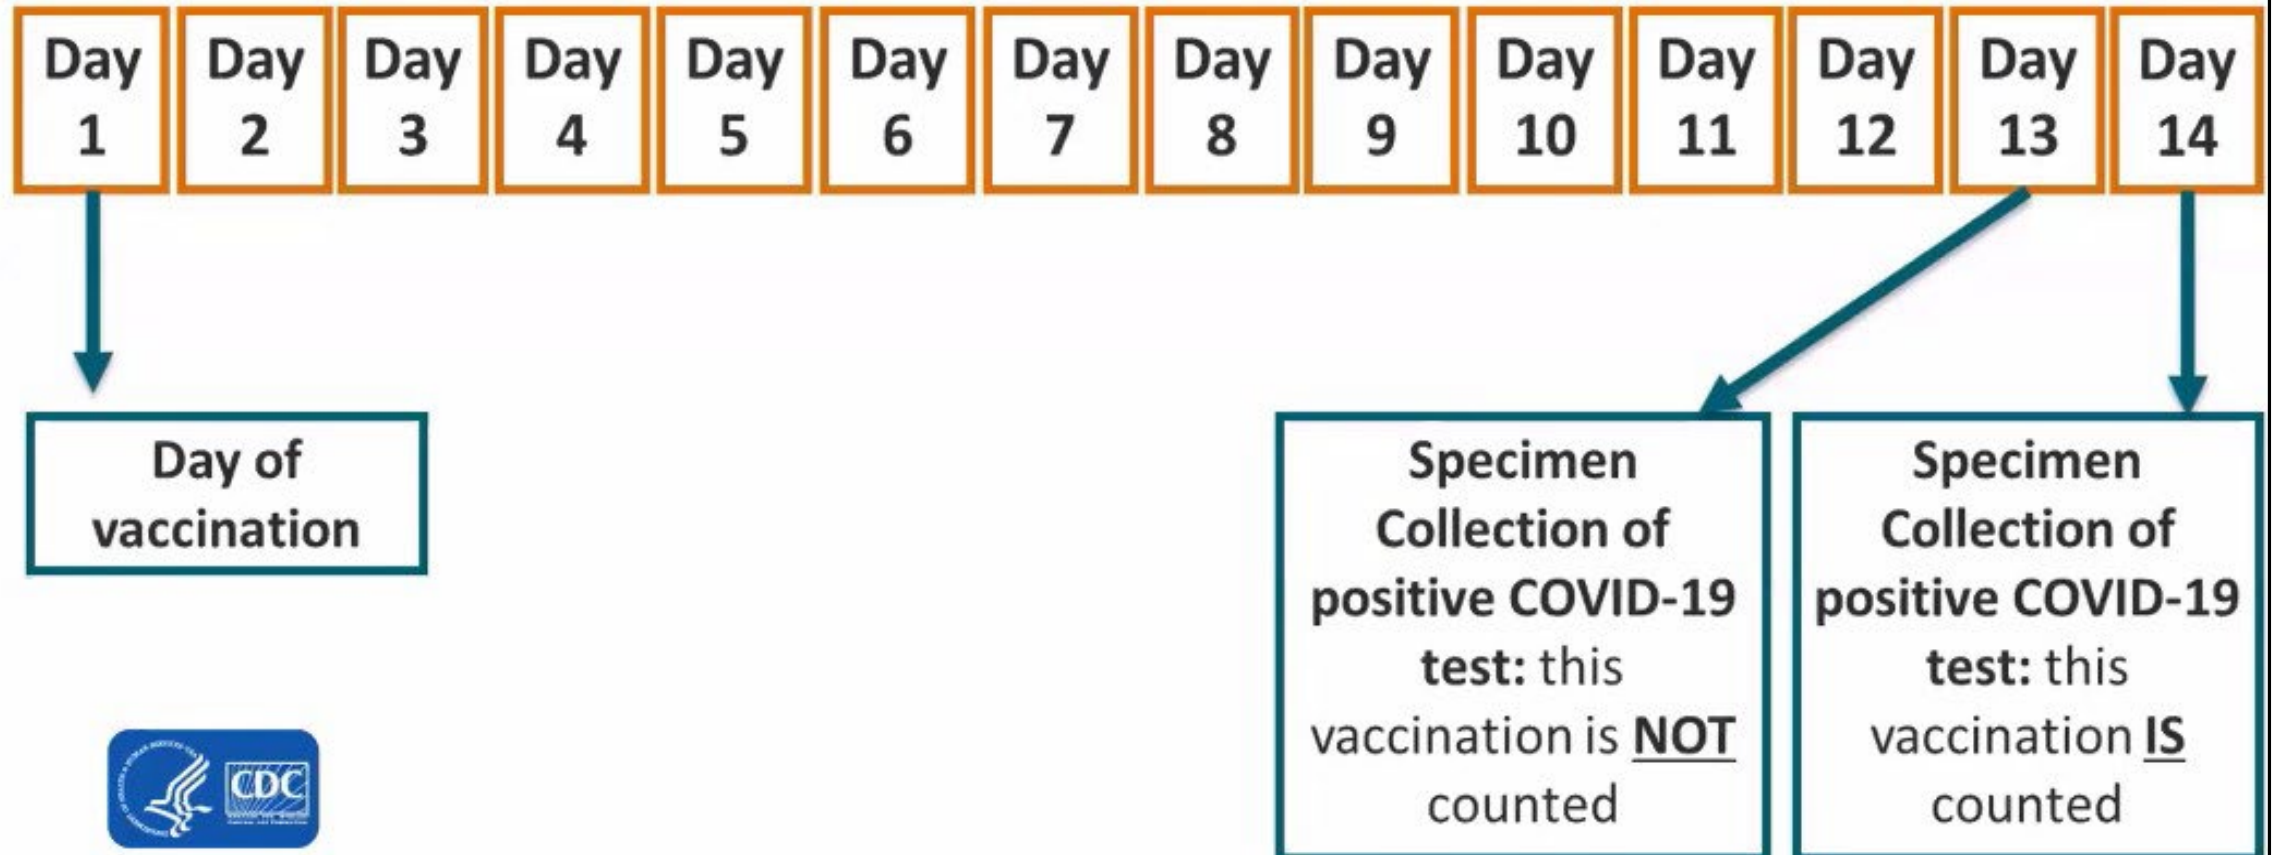 Day 1
Day 2
Day 3
Day 4
Day 5
Day 6
Day 7
Day 8
Day 9
Day 10
Day 11
Day 12
Day 13
Day 14
Day of
vaccination
Specimen
Collection of
positive COVID-19
test: this
vaccination is NOT
counted
Specimen
Collection of
positive COVID-19
test: this
vaccination IS
counted
CDC